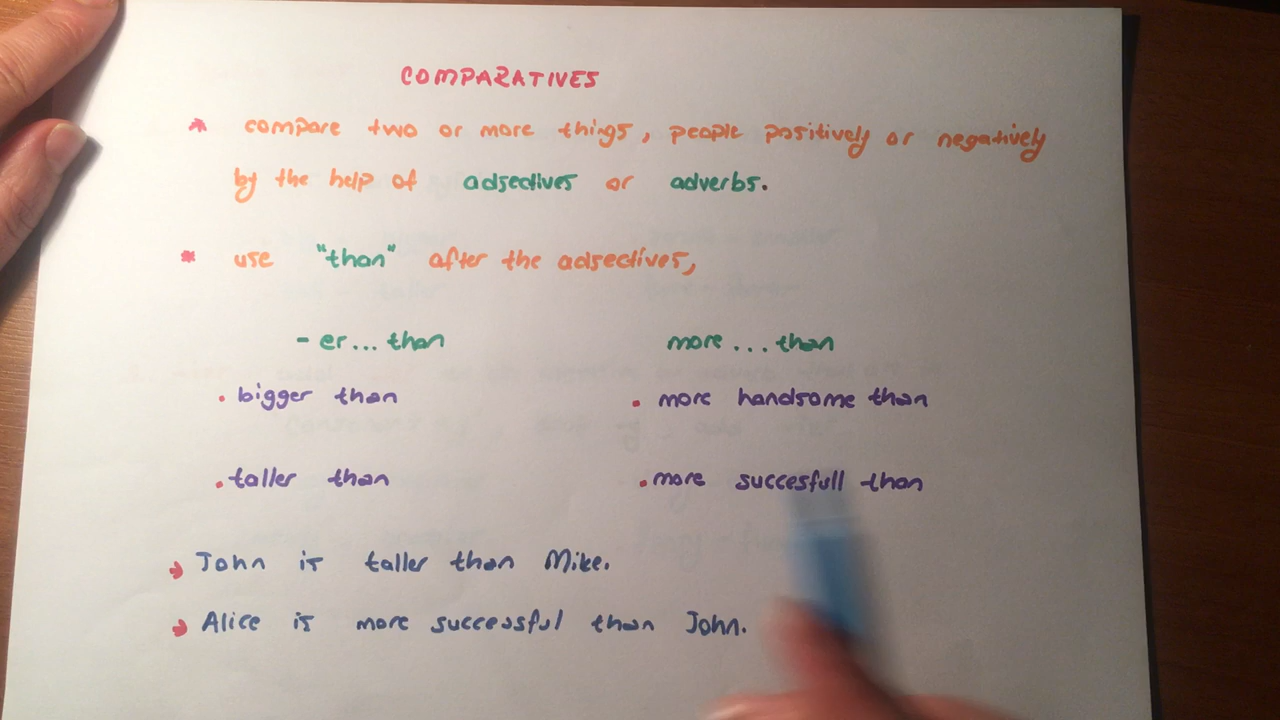 COMPARATIVES
* compare two or more things, people positively or negatively
by the help of adjectives or adverbs.
* use "than" after the adjectives,
- er... than more ... than
. bigger than . more handsome than
. taller than . more succesfull than
John is taller than Mike.
Alice is more successful than John.